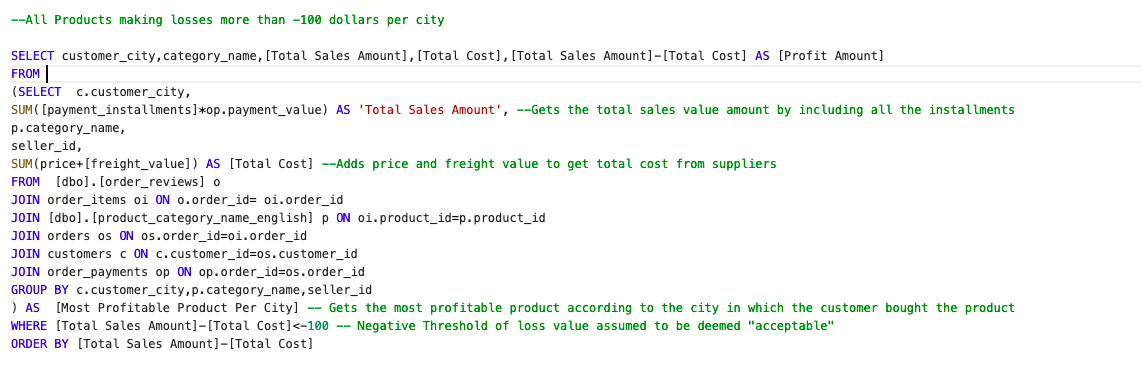 --All Products making losses more than -100 dollars per city
SELECT customer_city,category_name,[Total Sales Amount],[Total Cost],[Total Sales Amount]-[Total Cost] AS [Profit Amount]
FROM
(SELECT  c.customer_city,
SUM([payment_installments]*op.payment_value) AS 'Total Sales Amount', --Gets the total sales value amount by including all the installments
p.category_name,
seller_id,
SUM(price+[freight_value]) AS [Total Cost] --Adds price and freight value to get total cost from suppliers
FROM  [dbo].[order_reviews] o
JOIN order_items oi ON o.order_id= oi.order_id
JOIN [dbo].[product_category_name_english] p ON oi.product_id=p.product_id
JOIN orders os ON os.order_id=oi.order_id
JOIN customers c ON c.customer_id=os.customer_id
JOIN order_payments op ON op.order_id=os.order_id
GROUP BY c.customer_city,p.category_name,seller_id
) AS  [Most Profitable Product Per City] -- Gets the most profitable product according to the city in which the customer bought the product
WHERE [Total Sales Amount]-[Total Cost]<-100 -- Negative Threshold of loss value assumed to be deemed "acceptable"
ORDER BY [Total Sales Amount]-[Total Cost]